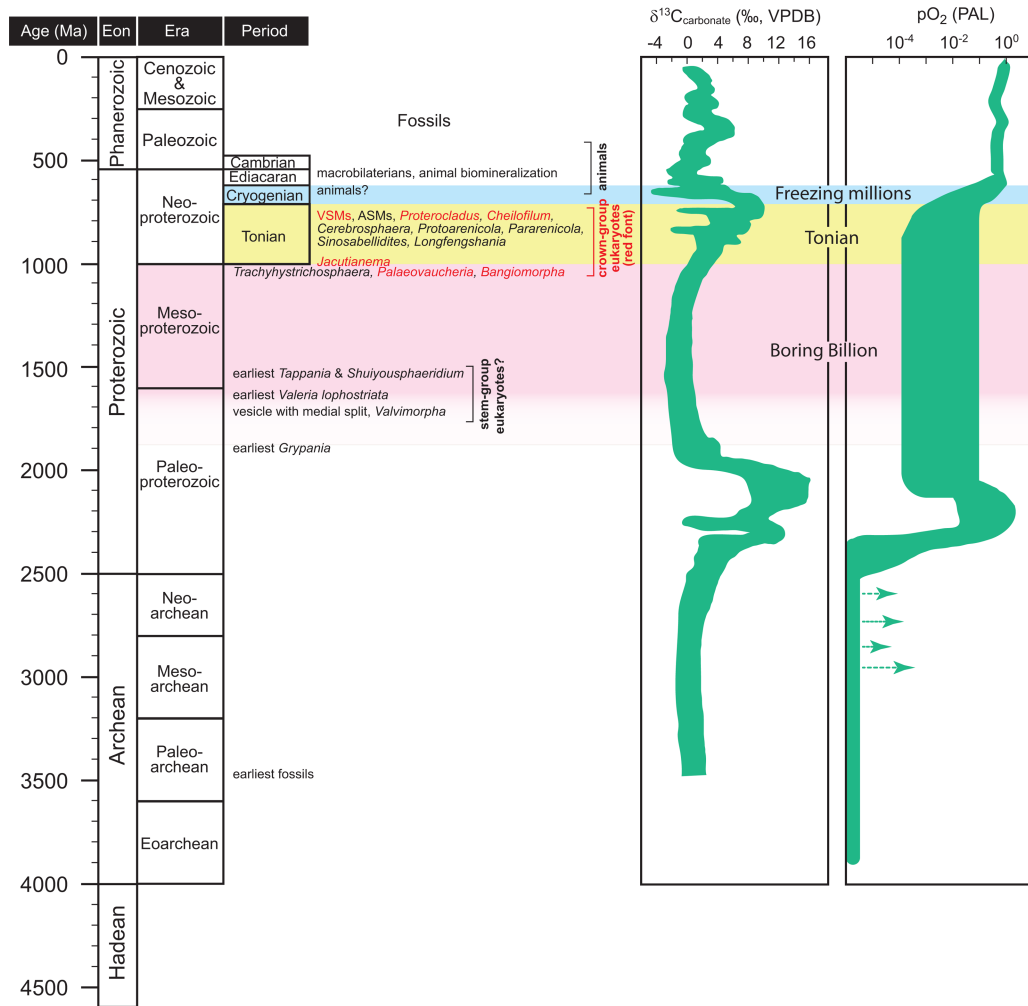 Age (Ma) Eon Era Period
δ¹³Ccarbonate (‰, VPDB)
-4 0 4 8 12 16
pO₂ (PAL)
10⁻⁴ 10⁻² 10⁰
0
500
1000
1500
2000
2500
3000
3500
4000
4500
Phanerozoic
Proterozoic
Archean
Hadean
Cenozoic
&
Mesozoic
Paleozoic
Neo-
proterozoic
Meso-
proterozoic
Paleo-
proterozoic
Neo-
archean
Meso-
archean
Paleo-
archean
Eoarchean
Cambrian
Ediacaran
Cryogenian
Tonian
Fossils
macrobilaterians, animal biomineralization
animals?
animals
VSMs, ASMs, Proterocladus, Cheilofilum,
Cerebrosphaera, Protoarenicola, Pararenicola,
Sinosabellidites, Longfengshania
Jacutianema
Trachyhystrichosphaera, Palaeovaucheria, Bangiomorpha
crown-group
eukaryotes
(red font)
earliest Tappania & Shuiyousphaeridium
earliest Valeria lophostriata
vesicle with medial split, Valvimorpha
stem-group
eukaryotes?
earliest Grypania
earliest fossils
Freezing millions
Tonian
Boring Billion